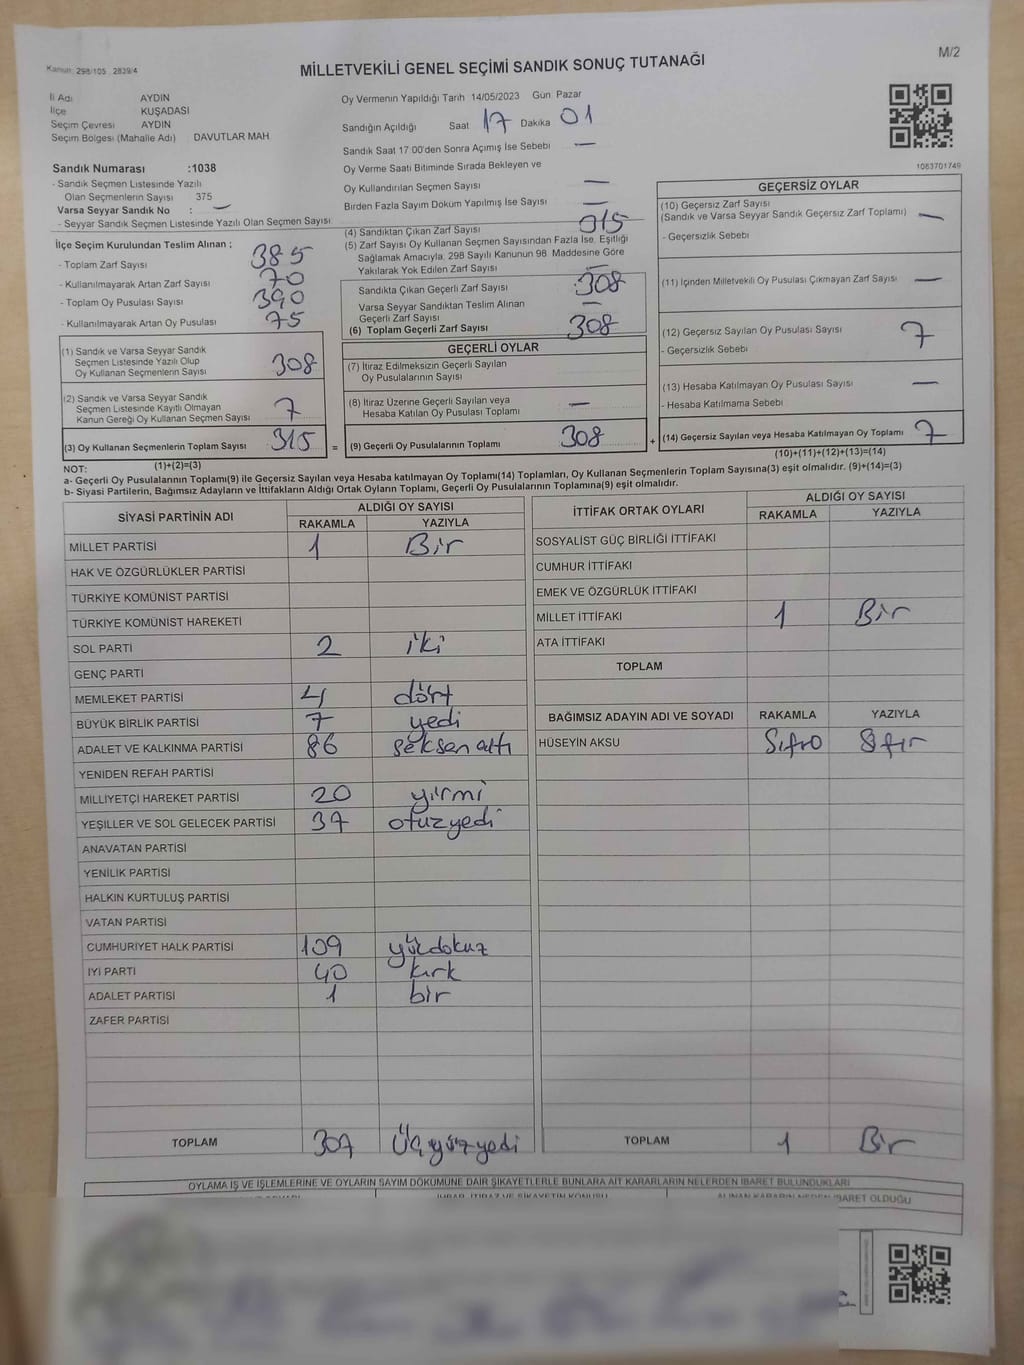 Kanun: 298/105 2839/4
M/2
MİLLETVEKİLİ GENEL SEÇİMİ SANDIK SONUÇ TUTANAĞI
İl Adı AYDIN
İlçe KUŞADASI
Seçim Çevresi AYDIN
Seçim Bölgesi (Mahalle Adı) DAVUTLAR MAH
Sandık Numarası :1038
- Sandık Seçmen Listesinde Yazılı
Olan Seçmenlerin Sayısı 375
Varsa Seyyar Sandık No : —
- Seyyar Sandık Seçmen Listesinde Yazılı Olan Seçmen Sayısı
İlçe Seçim Kurulundan Teslim Alınan ;
- Toplam Zarf Sayısı 385
- Kullanılmayarak Artan Zarf Sayısı 70
- Toplam Oy Pusulası Sayısı 390
- Kullanılmayarak Artan Oy Pusulası 75
(1) Sandık ve Varsa Seyyar Sandık
Seçmen Listesinde Yazılı Olup
Oy Kullanan Seçmenlerin Sayısı 308
(2) Sandık ve Varsa Seyyar Sandık
Seçmen Listesinde Kayıtlı Olmayan
Kanun Gereği Oy Kullanan Seçmen Sayısı 7
(3) Oy Kullanan Seçmenlerin Toplam Sayısı 315 =
(1)+(2)=(3)
Oy Vermenin Yapıldığı Tarih 14/05/2023 Gün Pazar
Sandığın Açıldığı Saat 17 Dakika 01
Sandık Saat 17 00'den Sonra Açımış İse Sebebi —
Oy Verme Saati Bitiminde Sırada Bekleyen ve
Oy Kullandırılan Seçmen Sayısı —
Birden Fazla Sayım Döküm Yapılmış İse Sayısı —
(4) Sandıktan Çıkan Zarf Sayısı 315
(5) Zarf Sayısı Oy Kullanan Seçmen Sayısından Fazla İse, Eşitliği
Sağlamak Amacıyla, 298 Sayılı Kanunun 98. Maddesine Göre
Yakılarak Yok Edilen Zarf Sayısı —
Sandıkta Çıkan Geçerli Zarf Sayısı 308
Varsa Seyyar Sandıktan Teslim Alınan
Geçerli Zarf Sayısı —
(6) Toplam Geçerli Zarf Sayısı 308
GEÇERLİ OYLAR
(7) İtiraz Edilmeksizin Geçerli Sayılan
Oy Pusulalarının Sayısı
(8) İtiraz Üzerine Geçerli Sayılan veya
Hesaba Katılan Oy Pusulası Toplamı —
(9) Geçerli Oy Pusulalarının Toplamı 308 +
1083701749
GEÇERSİZ OYLAR
(10) Geçersiz Zarf Sayısı
(Sandık ve Varsa Seyyar Sandık Geçersiz Zarf Toplamı) —
- Geçersizlik Sebebi
(11) İçinden Milletvekili Oy Pusulası Çıkmayan Zarf Sayısı —
(12) Geçersiz Sayılan Oy Pusulası Sayısı 7
- Geçersizlik Sebebi
(13) Hesaba Katılmayan Oy Pusulası Sayısı —
- Hesaba Katılmama Sebebi
(14) Geçersiz Sayılan veya Hesaba Katılmayan Oy Toplamı 7
(10)+(11)+(12)+(13)=(14)
NOT:
a- Geçerli Oy Pusulalarının Toplamı(9) ile Geçersiz Sayılan veya Hesaba katılmayan Oy Toplamı(14) Toplamları, Oy Kullanan Seçmenlerin Toplam Sayısına(3) eşit olmalıdır. (9)+(14)=(3)
b- Siyasi Partilerin, Bağımsız Adayların ve İttifakların Aldığı Ortak Oyların Toplamı, Geçerli Oy Pusulalarının Toplamına(9) eşit olmalıdır.
SİYASİ PARTİNİN ADI ALDIĞI OY SAYISI
RAKAMLA YAZIYLA
MİLLET PARTİSİ 1 Bir
HAK VE ÖZGÜRLÜKLER PARTİSİ
TÜRKİYE KOMÜNİST PARTİSİ
TÜRKİYE KOMÜNİST HAREKETİ
SOL PARTİ 2 iki
GENÇ PARTİ
MEMLEKET PARTİSİ 4 dört
BÜYÜK BİRLİK PARTİSİ 7 yedi
ADALET VE KALKINMA PARTİSİ 86 seksen altı
YENİDEN REFAH PARTİSİ
MİLLİYETÇİ HAREKET PARTİSİ 20 yirmi
YEŞİLLER VE SOL GELECEK PARTİSİ 37 otuzyedi
ANAVATAN PARTİSİ
YENİLİK PARTİSİ
HALKIN KURTULUŞ PARTİSİ
VATAN PARTİSİ
CUMHURİYET HALK PARTİSİ 109 yüzdokuz
İYİ PARTİ 40 kırk
ADALET PARTİSİ 1 bir
ZAFER PARTİSİ
TOPLAM 307 Üçyüzyedi
İTTİFAK ORTAK OYLARI ALDIĞI OY SAYISI
RAKAMLA YAZIYLA
SOSYALİST GÜÇ BİRLİĞİ İTTİFAKI
CUMHUR İTTİFAKI
EMEK VE ÖZGÜRLÜK İTTİFAKI
MİLLET İTTİFAKI 1 Bir
ATA İTTİFAKI
TOPLAM
BAĞIMSIZ ADAYIN ADI VE SOYADI RAKAMLA YAZIYLA
HÜSEYİN AKSU Sıfır
TOPLAM 1 Bir
OYLAMA İŞ VE İŞLEMLERİNE VE OYLARIN SAYIM DÖKÜMÜNE DAİR ŞİKAYETLERLE BUNLARA AİT KARARLARIN NELERDEN İBARET BULUNDUKLARI
İHBAR, İTİRAZ VE ŞİKAYETİN KONUSU ALINAN KARARIN NEDEN İBARET OLDUĞU